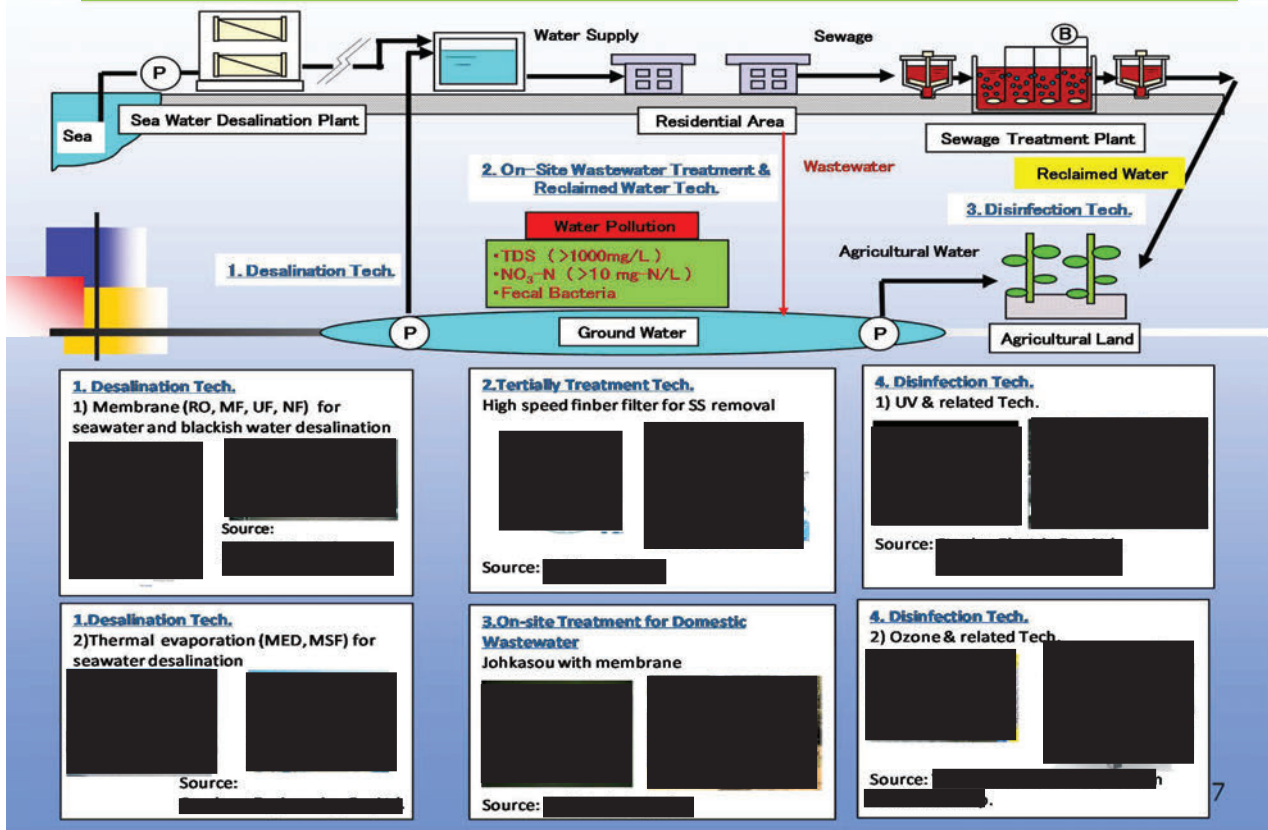 B
Water Supply
Sewage
P
Sea
Sea Water Desalination Plant
Residential Area
Sewage Treatment Plant
2. On-Site Wastewater Treatment &
Reclaimed Water Tech.
Wastewater
Reclaimed Water
3. Disinfection Tech.
Water Pollution
Agricultural Water
1. Desalination Tech.
・TDS (>1000mg/L)
・NO₃-N (>10 mg-N/L)
・Fecal Bacteria
P
Ground Water
P
Agricultural Land
1. Desalination Tech.
1) Membrane (RO, MF, UF, NF) for
seawater and blackish water desalination
Source:
2.Tertially Treatment Tech.
High speed finber filter for SS removal
Source:
4. Disinfection Tech.
1) UV & related Tech.
Source:
1.Desalination Tech.
2)Thermal evaporation (MED, MSF) for
seawater desalination
Source:
3.On-site Treatment for Domestic
Wastewater
Johkasou with membrane
Source:
4. Disinfection Tech.
2) Ozone & related Tech.
Source:
7